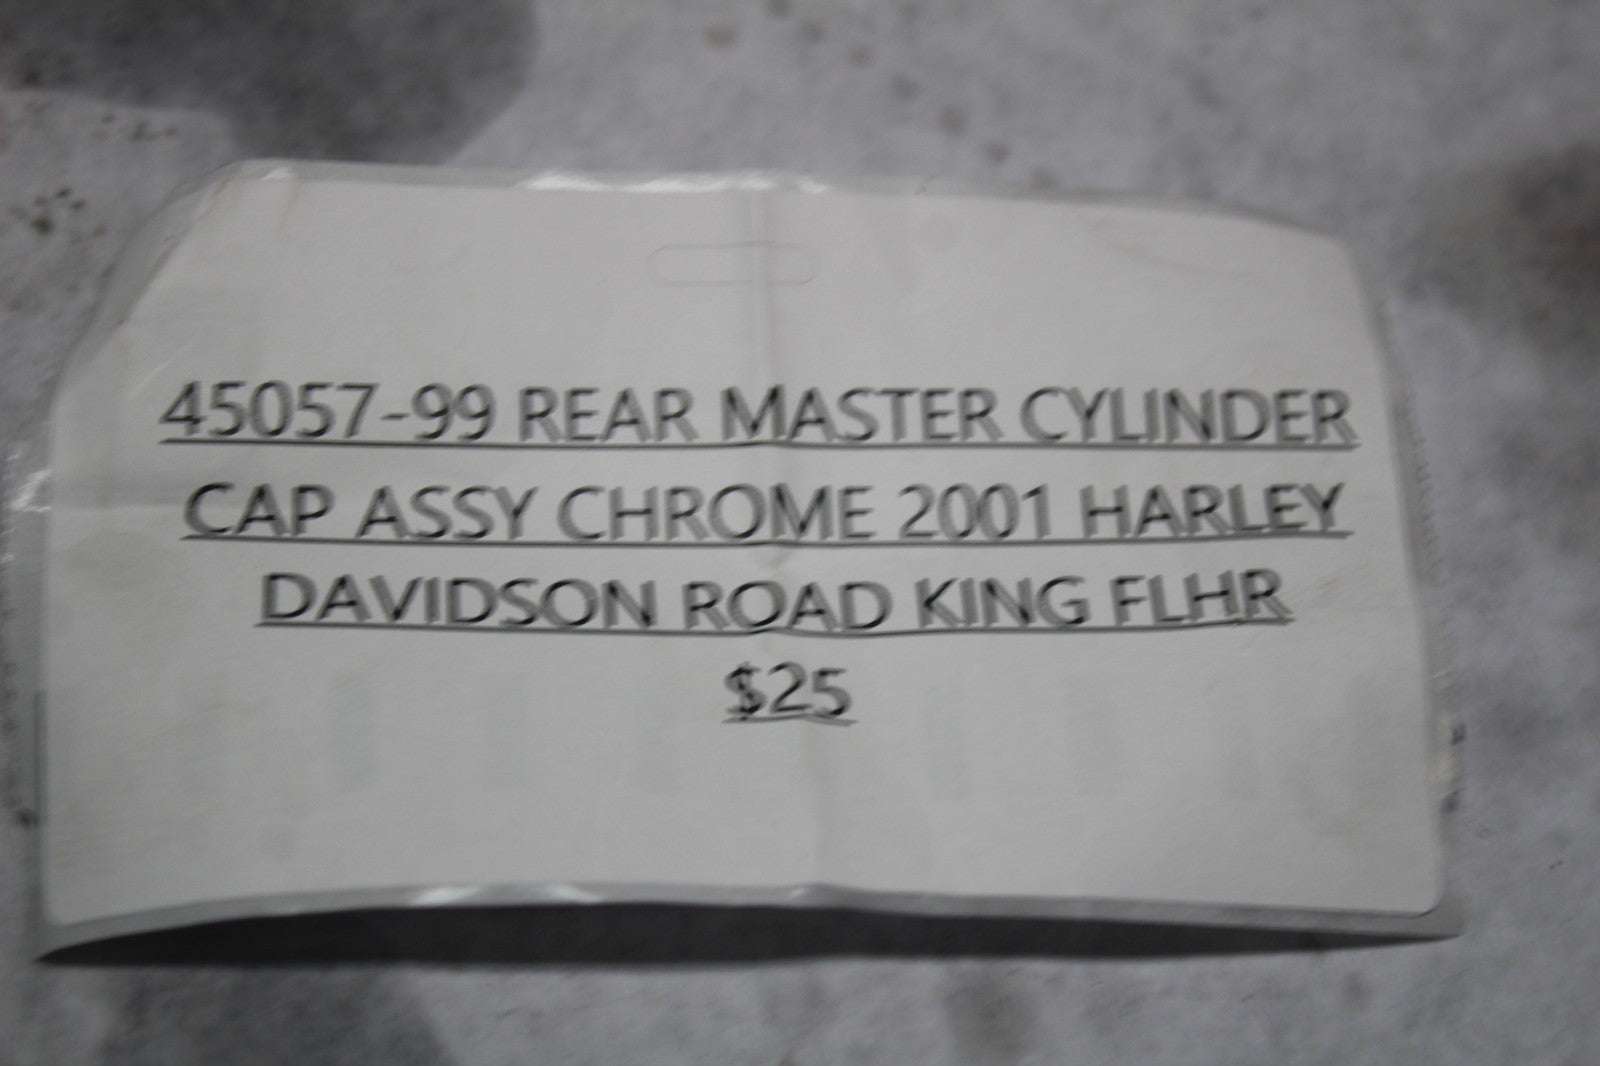 45057-99 REAR MASTER CYLINDER
CAP ASSY CHROME 2001 HARLEY
DAVIDSON ROAD KING FLHR
$25